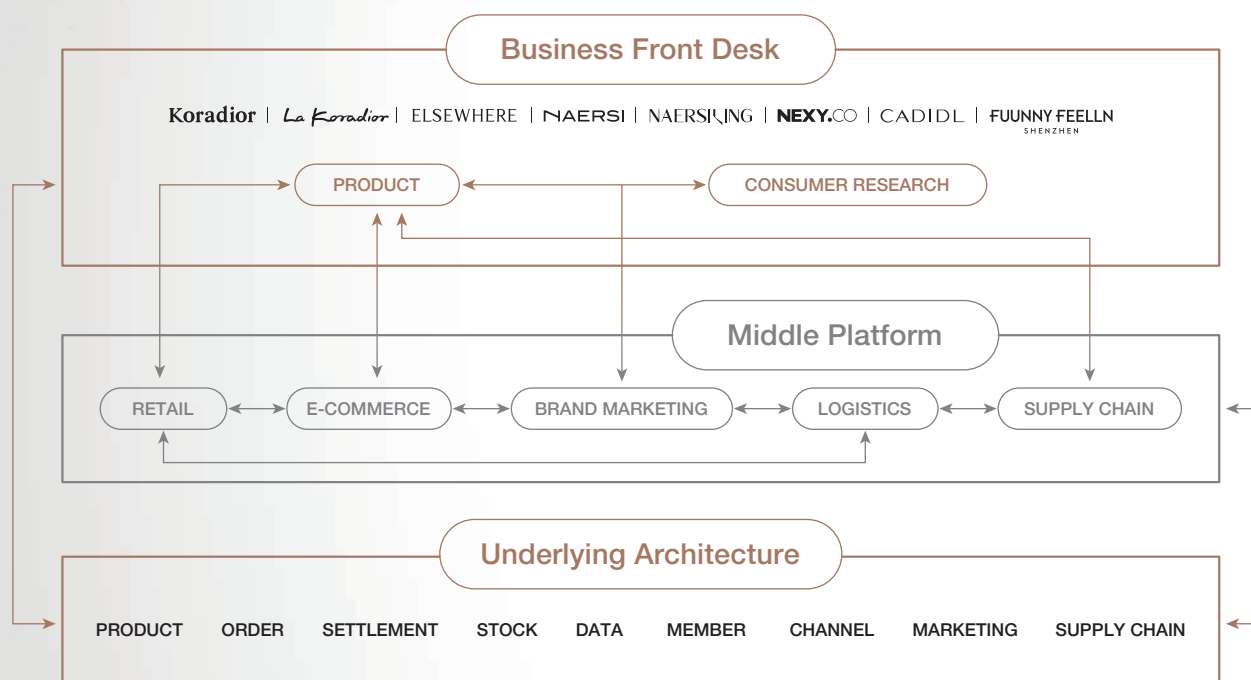 Business Front Desk
Koradior | La Koradior | ELSEWHERE | NAERSI | NAERSILING | NEXY.CO | CADIDL | FUUNNY FEELLN
SHENZHEN
PRODUCT CONSUMER RESEARCH
Middle Platform
RETAIL E-COMMERCE BRAND MARKETING LOGISTICS SUPPLY CHAIN
Underlying Architecture
PRODUCT ORDER SETTLEMENT STOCK DATA MEMBER CHANNEL MARKETING SUPPLY CHAIN